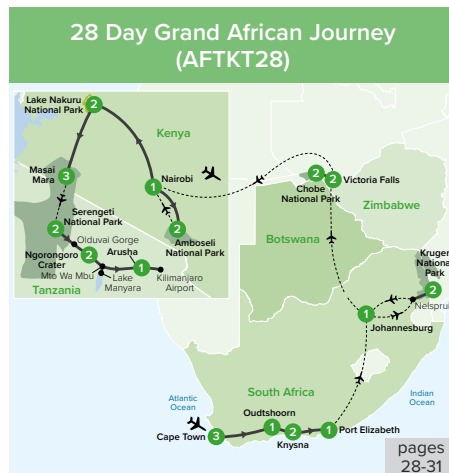 28 Day Grand African Journey
(AFTKT28)
Lake Nakuru
National Park
2
Kenya
Masai
Mara
3
Nairobi
1
Serengeti
National Park
2
Olduvai Gorge
Ngorongoro
Crater
2
Arusha
1
Mto Wa Mbu
Lake
Manyara
Kilimanjaro
Airport
Tanzania
2
Amboseli
National Park
2
2
Victoria Falls
Chobe
National Park
Zimbabwe
Botswana
Kruger
National
Park
2
Nelsprui
1
Johannesburg
South Africa
Atlantic
Ocean
Indian
Ocean
Oudtshoorn
Cape Town
3
1
2
Knysna
1
Port Elizabeth
pages
28-31